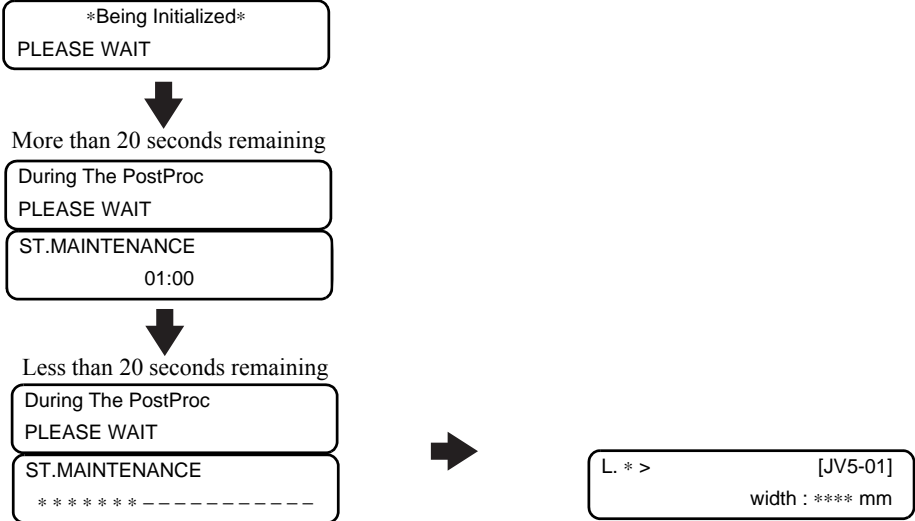 *Being Initialized*
PLEASE WAIT
More than 20 seconds remaining
During The PostProc
PLEASE WAIT
ST.MAINTENANCE
01:00
Less than 20 seconds remaining
During The PostProc
PLEASE WAIT
ST.MAINTENANCE
* * * * * * * – – – – – – – – – – –
L. * > [JV5-01]
width : **** mm